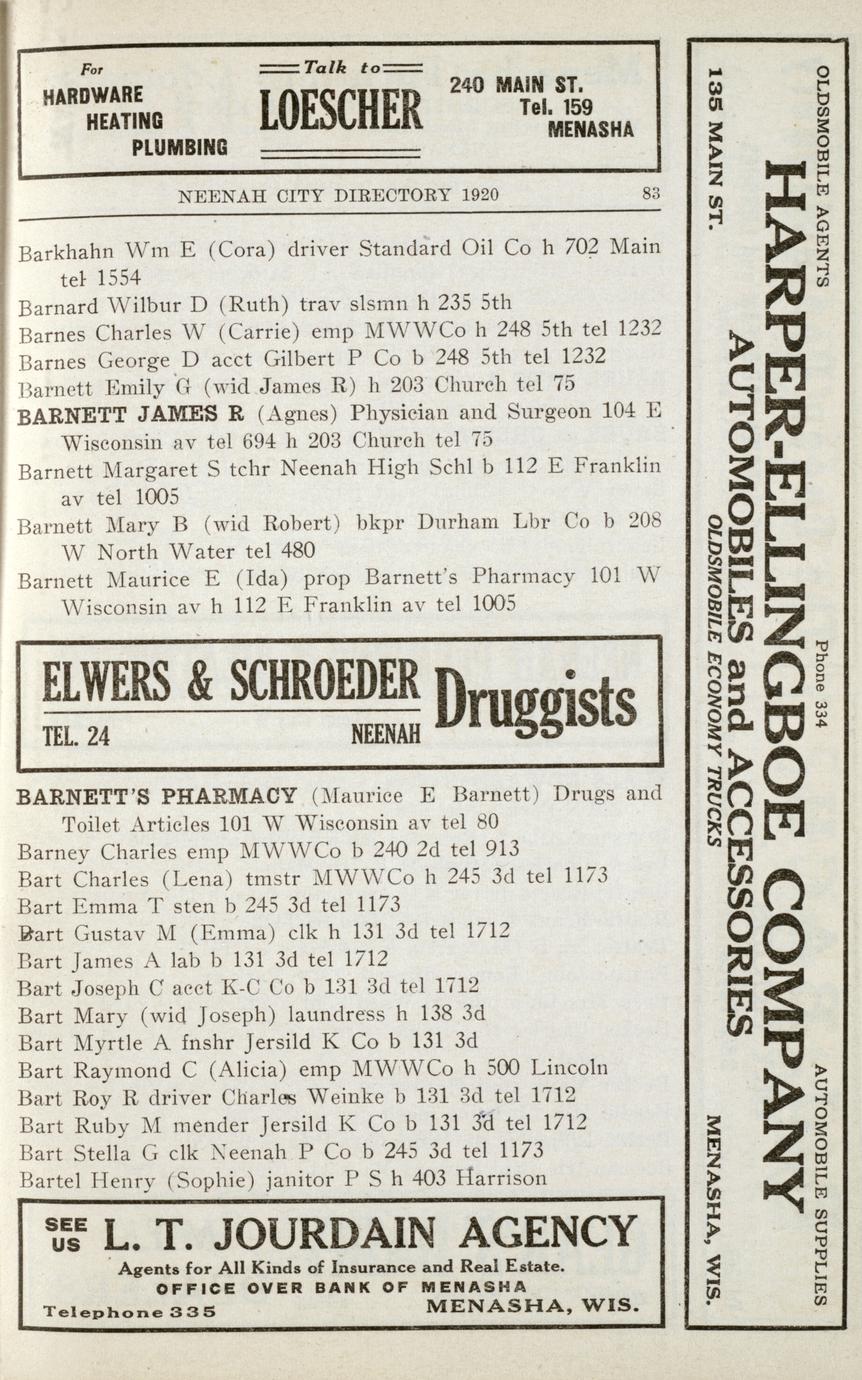 For
HARDWARE
HEATING
PLUMBING
Talk to
LOESCHER
240 MAIN ST.
Tel. 159
MENASHA
NEENAH CITY DIRECTORY 1920 83
Barkhahn Wm E (Cora) driver Standard Oil Co h 702 Main
tel 1554
Barnard Wilbur D (Ruth) trav slsmn h 235 5th
Barnes Charles W (Carrie) emp MWWCo h 248 5th tel 1232
Barnes George D acct Gilbert P Co b 248 5th tel 1232
Barnett Emily G (wid James R) h 203 Church tel 75
BARNETT JAMES R (Agnes) Physician and Surgeon 104 E
Wisconsin av tel 694 h 203 Church tel 75
Barnett Margaret S tchr Neenah High Schl b 112 E Franklin
av tel 1005
Barnett Mary B (wid Robert) bkpr Durham Lbr Co b 208
W North Water tel 480
Barnett Maurice E (Ida) prop Barnett's Pharmacy 101 W
Wisconsin av h 112 E Franklin av tel 1005
ELWERS & SCHROEDER
TEL. 24 NEENAH
Druggists
BARNETT'S PHARMACY (Maurice E Barnett) Drugs and
Toilet Articles 101 W Wisconsin av tel 80
Barney Charles emp MWWCo b 240 2d tel 913
Bart Charles (Lena) tmstr MWWCo h 245 3d tel 1173
Bart Emma T sten b 245 3d tel 1173
Bart Gustav M (Emma) clk h 131 3d tel 1712
Bart James A lab b 131 3d tel 1712
Bart Joseph C acct K-C Co b 131 3d tel 1712
Bart Mary (wid Joseph) laundress h 138 3d
Bart Myrtle A fnshr Jersild K Co b 131 3d
Bart Raymond C (Alicia) emp MWWCo h 500 Lincoln
Bart Roy R driver Charles Weinke b 131 3d tel 1712
Bart Ruby M mender Jersild K Co b 131 3d tel 1712
Bart Stella G clk Neenah P Co b 245 3d tel 1173
Bartel Henry (Sophie) janitor P S h 403 Harrison
SEE US
L. T. JOURDAIN AGENCY
Agents for All Kinds of Insurance and Real Estate.
OFFICE OVER BANK OF MENASHA
Telephone 335 MENASHA, WIS.
OLDSMOBILE AGENTS Phone 334 AUTOMOBILE SUPPLIES
HARPER-ELLINGBOE COMPANY
AUTOMOBILES and ACCESSORIES
135 MAIN ST. OLDSMOBILE ECONOMY TRUCKS MENASHA, WIS.